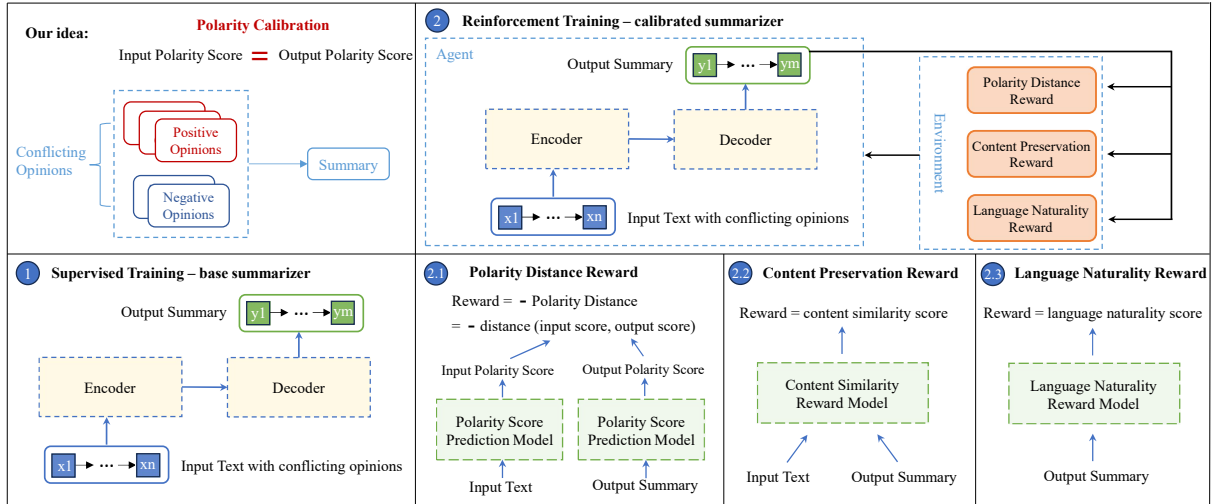 Our idea:
Polarity Calibration
Input Polarity Score = Output Polarity Score
Conflicting
Opinions
Positive
Opinions
Negative
Opinions
Summary
2 Reinforcement Training – calibrated summarizer
Agent
Output Summary
y1 ... ym
Encoder
Decoder
x1 ... xn
Input Text with conflicting opinions
Environment
Polarity Distance
Reward
Content Preservation
Reward
Language Naturality
Reward
1 Supervised Training – base summarizer
Output Summary
y1 ... ym
Encoder
Decoder
x1 ... xn
Input Text with conflicting opinions
2.1 Polarity Distance Reward
Reward = - Polarity Distance
= - distance (input score, output score)
Input Polarity Score
Output Polarity Score
Polarity Score
Prediction Model
Polarity Score
Prediction Model
Input Text
Output Summary
2.2 Content Preservation Reward
Reward = content similarity score
Content Similarity
Reward Model
Input Text
Output Summary
2.3 Language Naturality Reward
Reward = language naturality score
Language Naturality
Reward Model
Output Summary